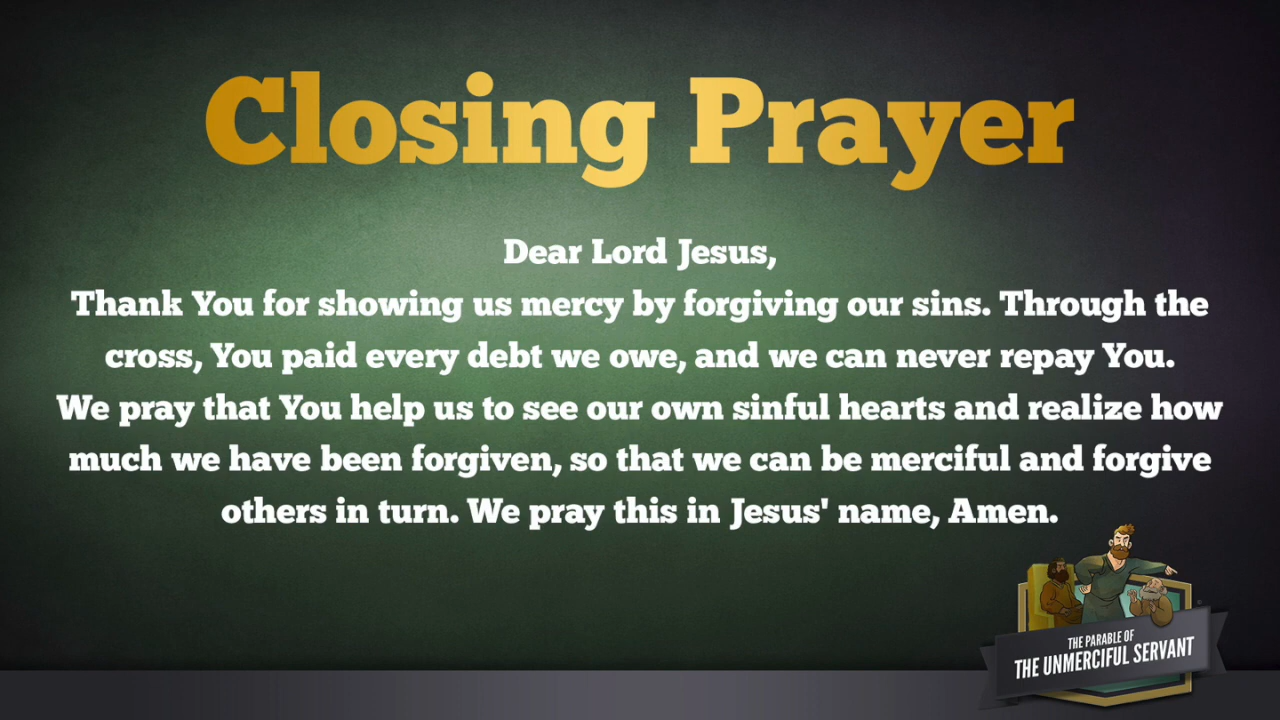 Closing Prayer
Dear Lord Jesus,
Thank You for showing us mercy by forgiving our sins. Through the
cross, You paid every debt we owe, and we can never repay You.
We pray that You help us to see our own sinful hearts and realize how
much we have been forgiven, so that we can be merciful and forgive
others in turn. We pray this in Jesus' name, Amen.
THE PARABLE OF
THE UNMERCIFUL SERVANT